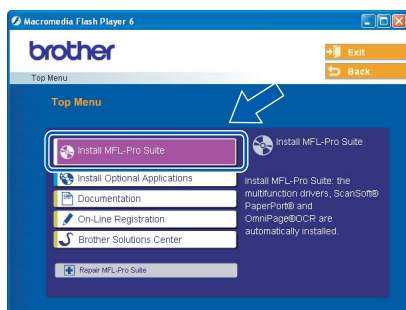 Macromedia Flash Player 6
brother
Exit
Back
Top Menu
Top Menu
Install MFL-Pro Suite
Install Optional Applications
Documentation
On-Line Registration
Brother Solutions Center
Repair MFL-Pro Suite
Install MFL-Pro Suite
Install MFL-Pro Suite: the
multifunction drivers, ScanSoft®
PaperPort® and
OmniPage®OCR are
automatically installed.